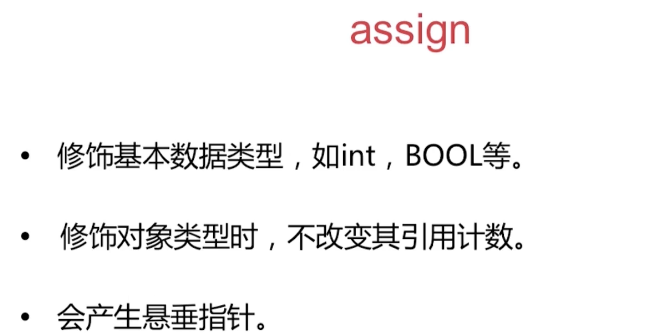 assign
• 修饰基本数据类型，如int，BOOL等。
• 修饰对象类型时，不改变其引用计数。
• 会产生悬垂指针。